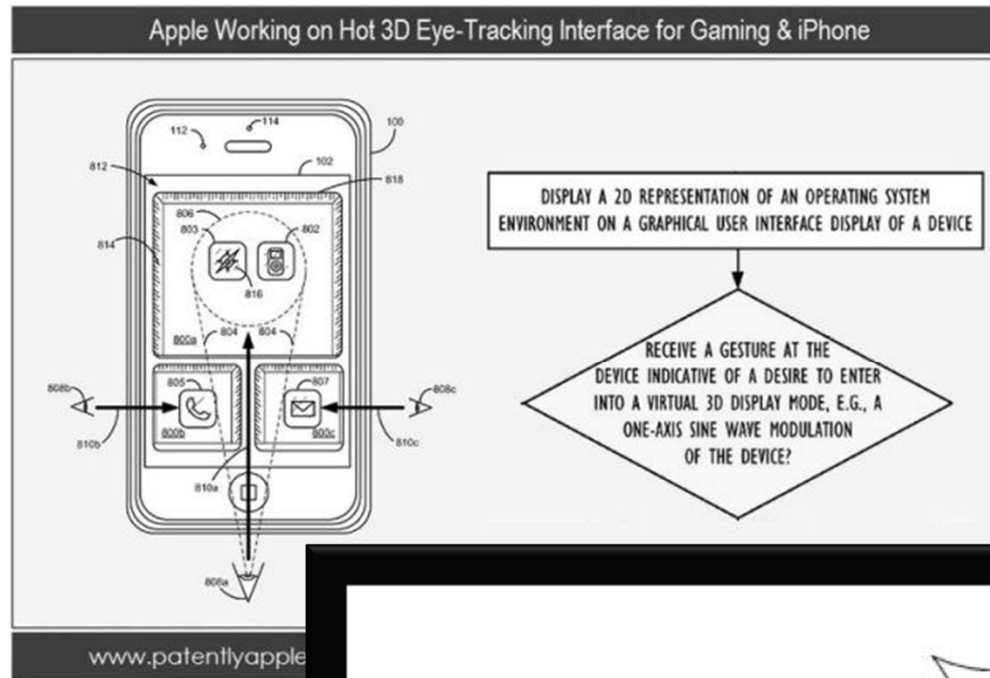 Apple Working on Hot 3D Eye-Tracking Interface for Gaming & iPhone
112
114
100
102
812
818
806
803
802
814
816
800a
804
804
DISPLAY A 2D REPRESENTATION OF AN OPERATING SYSTEM
ENVIRONMENT ON A GRAPHICAL USER INTERFACE DISPLAY OF A DEVICE
RECEIVE A GESTURE AT THE
DEVICE INDICATIVE OF A DESIRE TO ENTER
INTO A VIRTUAL 3D DISPLAY MODE, E.G., A
ONE-AXIS SINE WAVE MODULATION
OF THE DEVICE?
808b
805
807
808c
810b
800b
800c
810c
810a
808a
www.patentlyapple